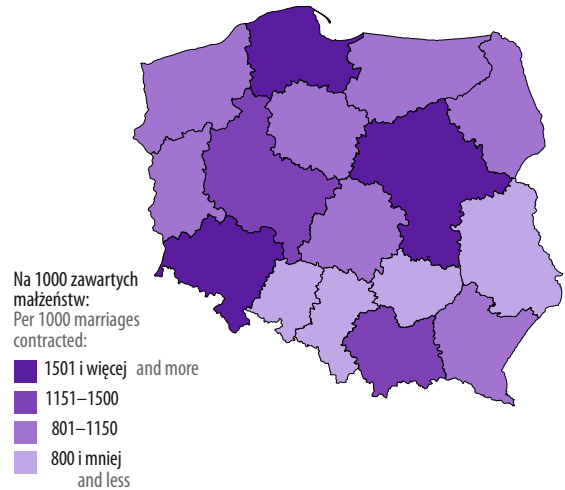 Na 1000 zawartych
małżeństw:
Per 1000 marriages
contracted:
1501 i więcej and more
1151–1500
801–1150
800 i mniej
and less